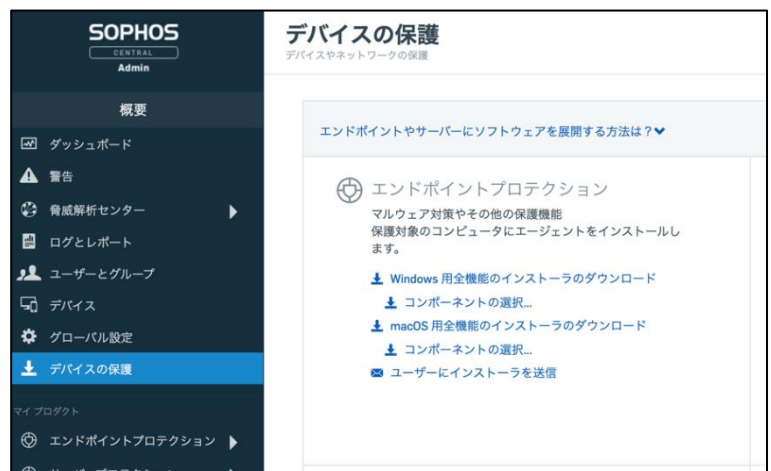 SOPHOS
CENTRAL
Admin
概要
ダッシュボード
警告
脅威解析センター
ログとレポート
ユーザーとグループ
デバイス
グローバル設定
デバイスの保護
マイ プロダクト
エンドポイントプロテクション
デバイスの保護
デバイスやネットワークの保護
エンドポイントやサーバーにソフトウェアを展開する方法は？
エンドポイントプロテクション
マルウェア対策やその他の保護機能
保護対象のコンピュータにエージェントをインストールし
ます。
Windows 用全機能のインストーラのダウンロード
コンポーネントの選択...
macOS 用全機能のインストーラのダウンロード
コンポーネントの選択...
ユーザーにインストーラを送信